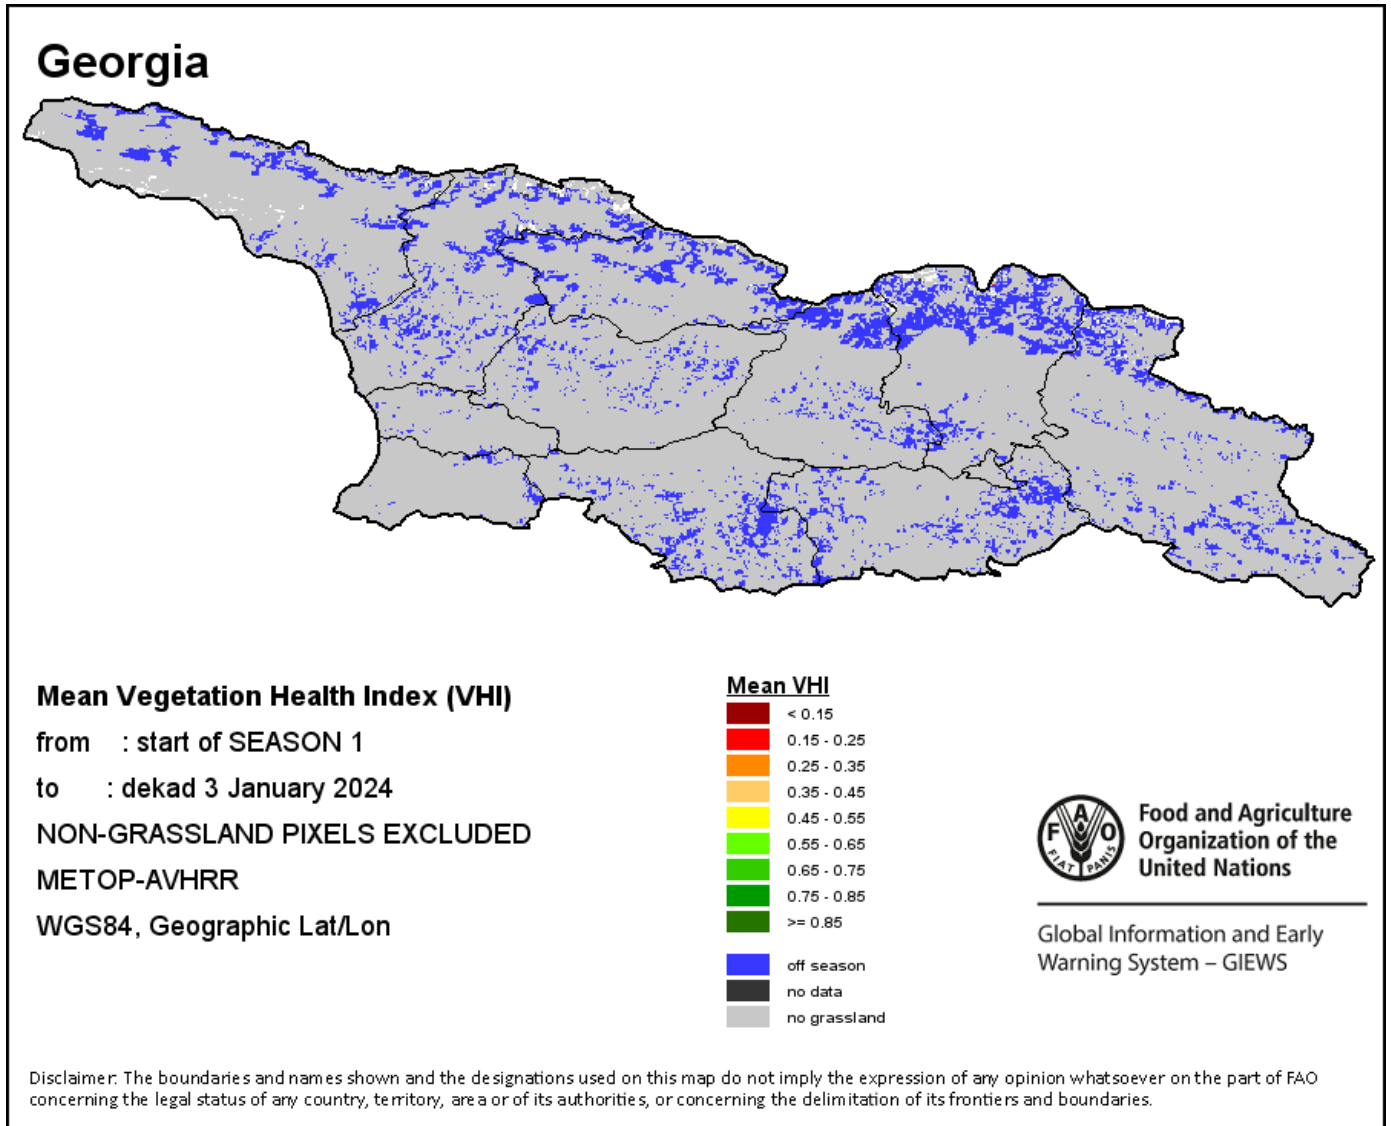 Georgia
Mean Vegetation Health Index (VHI)
from : start of SEASON 1
to : dekad 3 January 2024
NON-GRASSLAND PIXELS EXCLUDED
METOP-AVHRR
WGS84, Geographic Lat/Lon
Mean VHI
< 0.15
0.15 - 0.25
0.25 - 0.35
0.35 - 0.45
0.45 - 0.55
0.55 - 0.65
0.65 - 0.75
0.75 - 0.85
>= 0.85
off season
no data
no grassland
F A O
FIAT PANIS
Food and Agriculture
Organization of the
United Nations
Global Information and Early
Warning System – GIEWS
Disclaimer: The boundaries and names shown and the designations used on this map do not imply the expression of any opinion whatsoever on the part of FAO
concerning the legal status of any country, territory, area or of its authorities, or concerning the delimitation of its frontiers and boundaries.